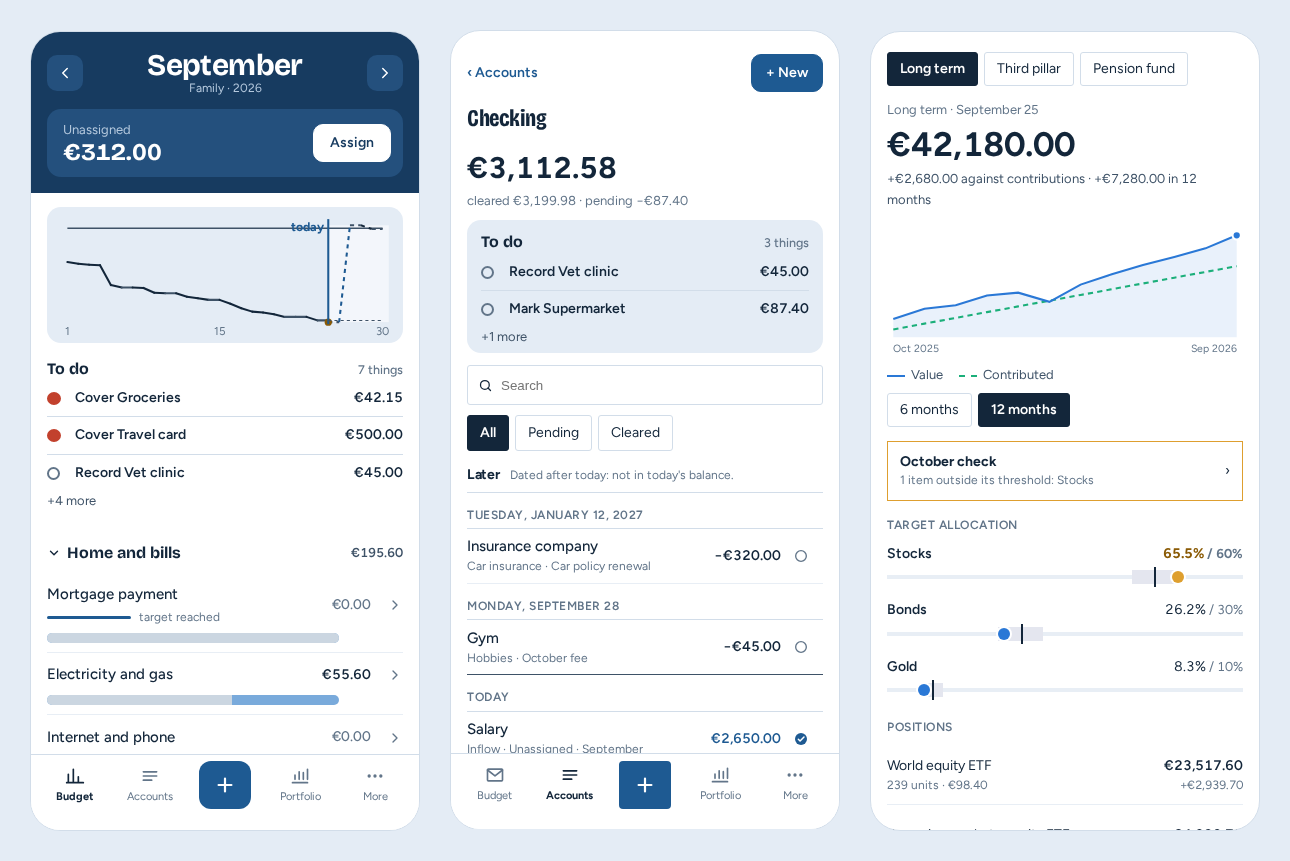 September
Family · 2026
Unassigned
€312.00
Assign
today
1 15 30
To do 7 things
Cover Groceries €42.15
Cover Travel card €500.00
Record Vet clinic €45.00
+4 more
Home and bills €195.60
Mortgage payment €0.00
target reached
Electricity and gas €55.60
Internet and phone €0.00
Budget Accounts Portfolio More
‹ Accounts + New
Checking
€3,112.58
cleared €3,199.98 · pending −€87.40
To do 3 things
Record Vet clinic €45.00
Mark Supermarket €87.40
+1 more
Search
All Pending Cleared
Later Dated after today: not in today's balance.
TUESDAY, JANUARY 12, 2027
Insurance company −€320.00
Car insurance · Car policy renewal
MONDAY, SEPTEMBER 28
Gym −€45.00
Hobbies · October fee
TODAY
Salary €2,650.00
Inflow · Unassigned · September
Budget Accounts Portfolio More
Long term Third pillar Pension fund
Long term · September 25
€42,180.00
+€2,680.00 against contributions · +€7,280.00 in 12
months
Oct 2025 Sep 2026
Value Contributed
6 months 12 months
October check
1 item outside its threshold: Stocks ›
TARGET ALLOCATION
Stocks 65.5% / 60%
Bonds 26.2% / 30%
Gold 8.3% / 10%
POSITIONS
World equity ETF €23,517.60
239 units · €98.40 +€2,939.70